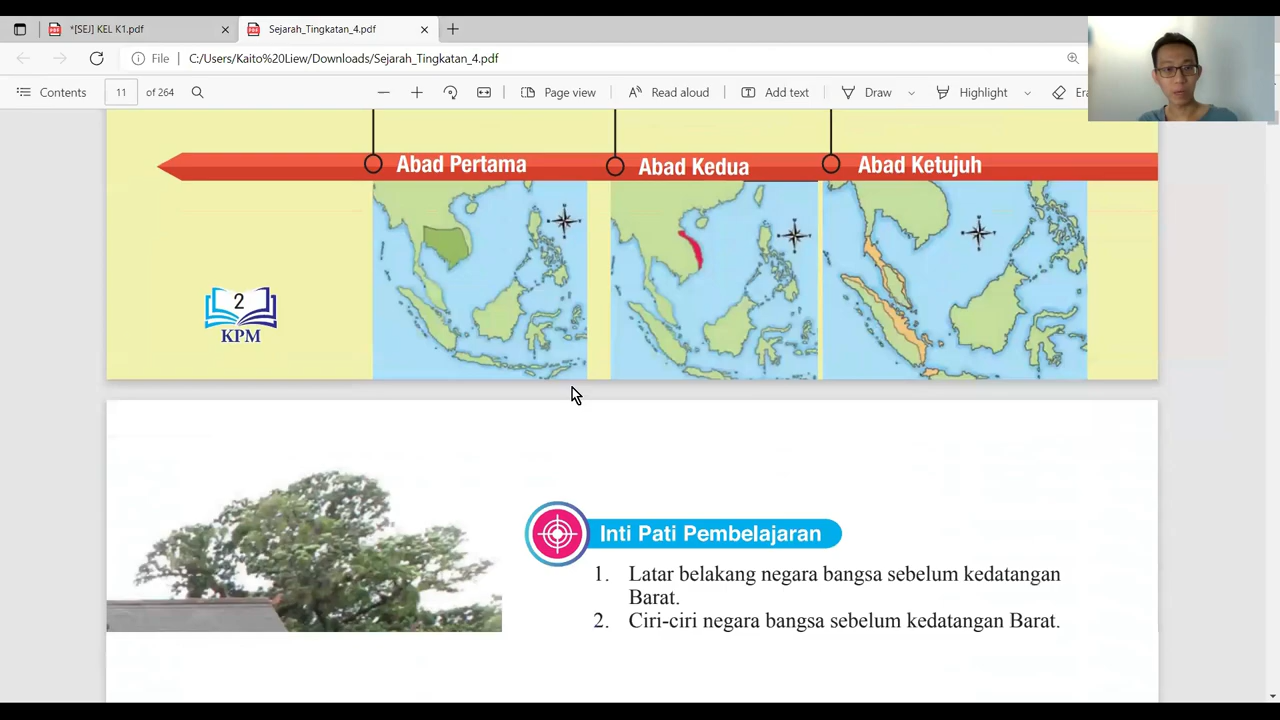 *[SEJ] KEL K1.pdf
Sejarah_Tingkatan_4.pdf
File
C:/Users/Kaito%20Liew/Downloads/Sejarah_Tingkatan_4.pdf
Contents
11
of 264
Page view
Read aloud
Add text
Draw
Highlight
Era
Abad Pertama
Abad Kedua
Abad Ketujuh
2
KPM
Inti Pati Pembelajaran
1. Latar belakang negara bangsa sebelum kedatangan
Barat.
2. Ciri-ciri negara bangsa sebelum kedatangan Barat.